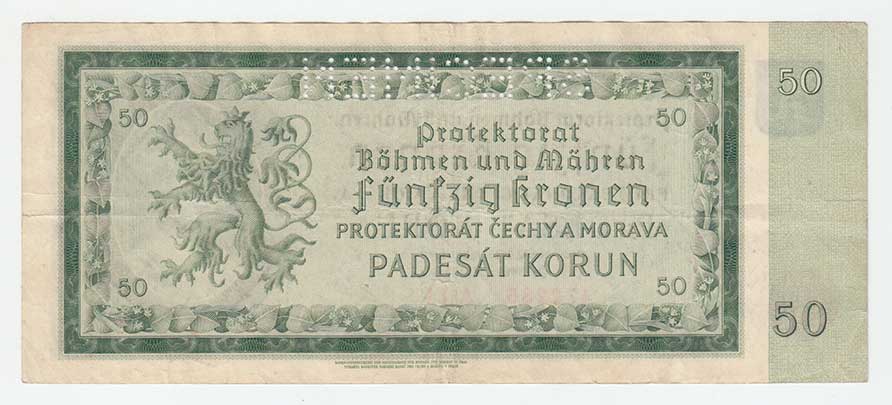 50
50
50
Protektorat
Böhmen und Mähren
Fünfzig Kronen
PROTEKTORÁT ČECHY A MORAVA
PADESÁT KORUN
50
50
50